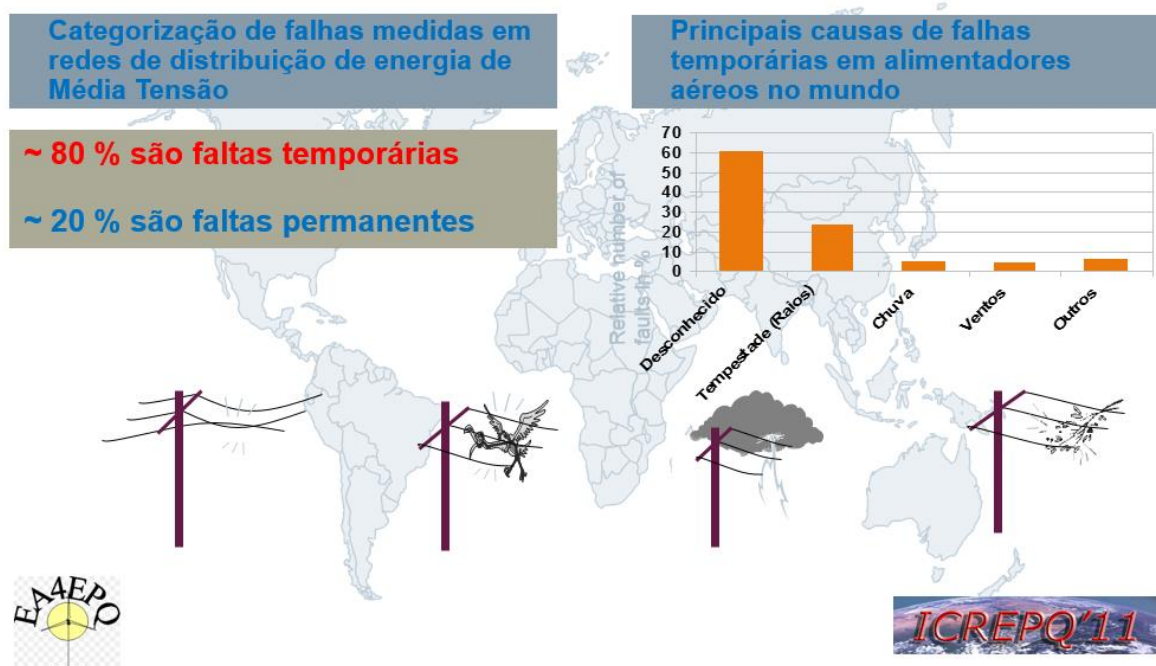 Categorização de falhas medidas em
redes de distribuição de energia de
Média Tensão
~ 80 % são faltas temporárias
~ 20 % são faltas permanentes
Principais causas de falhas
temporárias em alimentadores
aéreos no mundo
Relative number of
faults in %
70
60
50
40
30
20
10
0
Desconhecido
Tempestade (Raios)
Chuva
Ventos
Outros
EA4EPQ
ICREPQ'11